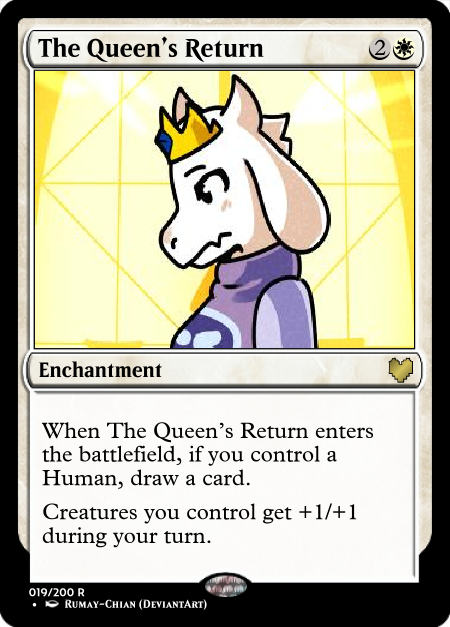 The Queen's Return 2
Enchantment
When The Queen's Return enters
the battlefield, if you control a
Human, draw a card.
Creatures you control get +1/+1
during your turn.
019/200 R
• Rumay-Chian (DeviantArt)